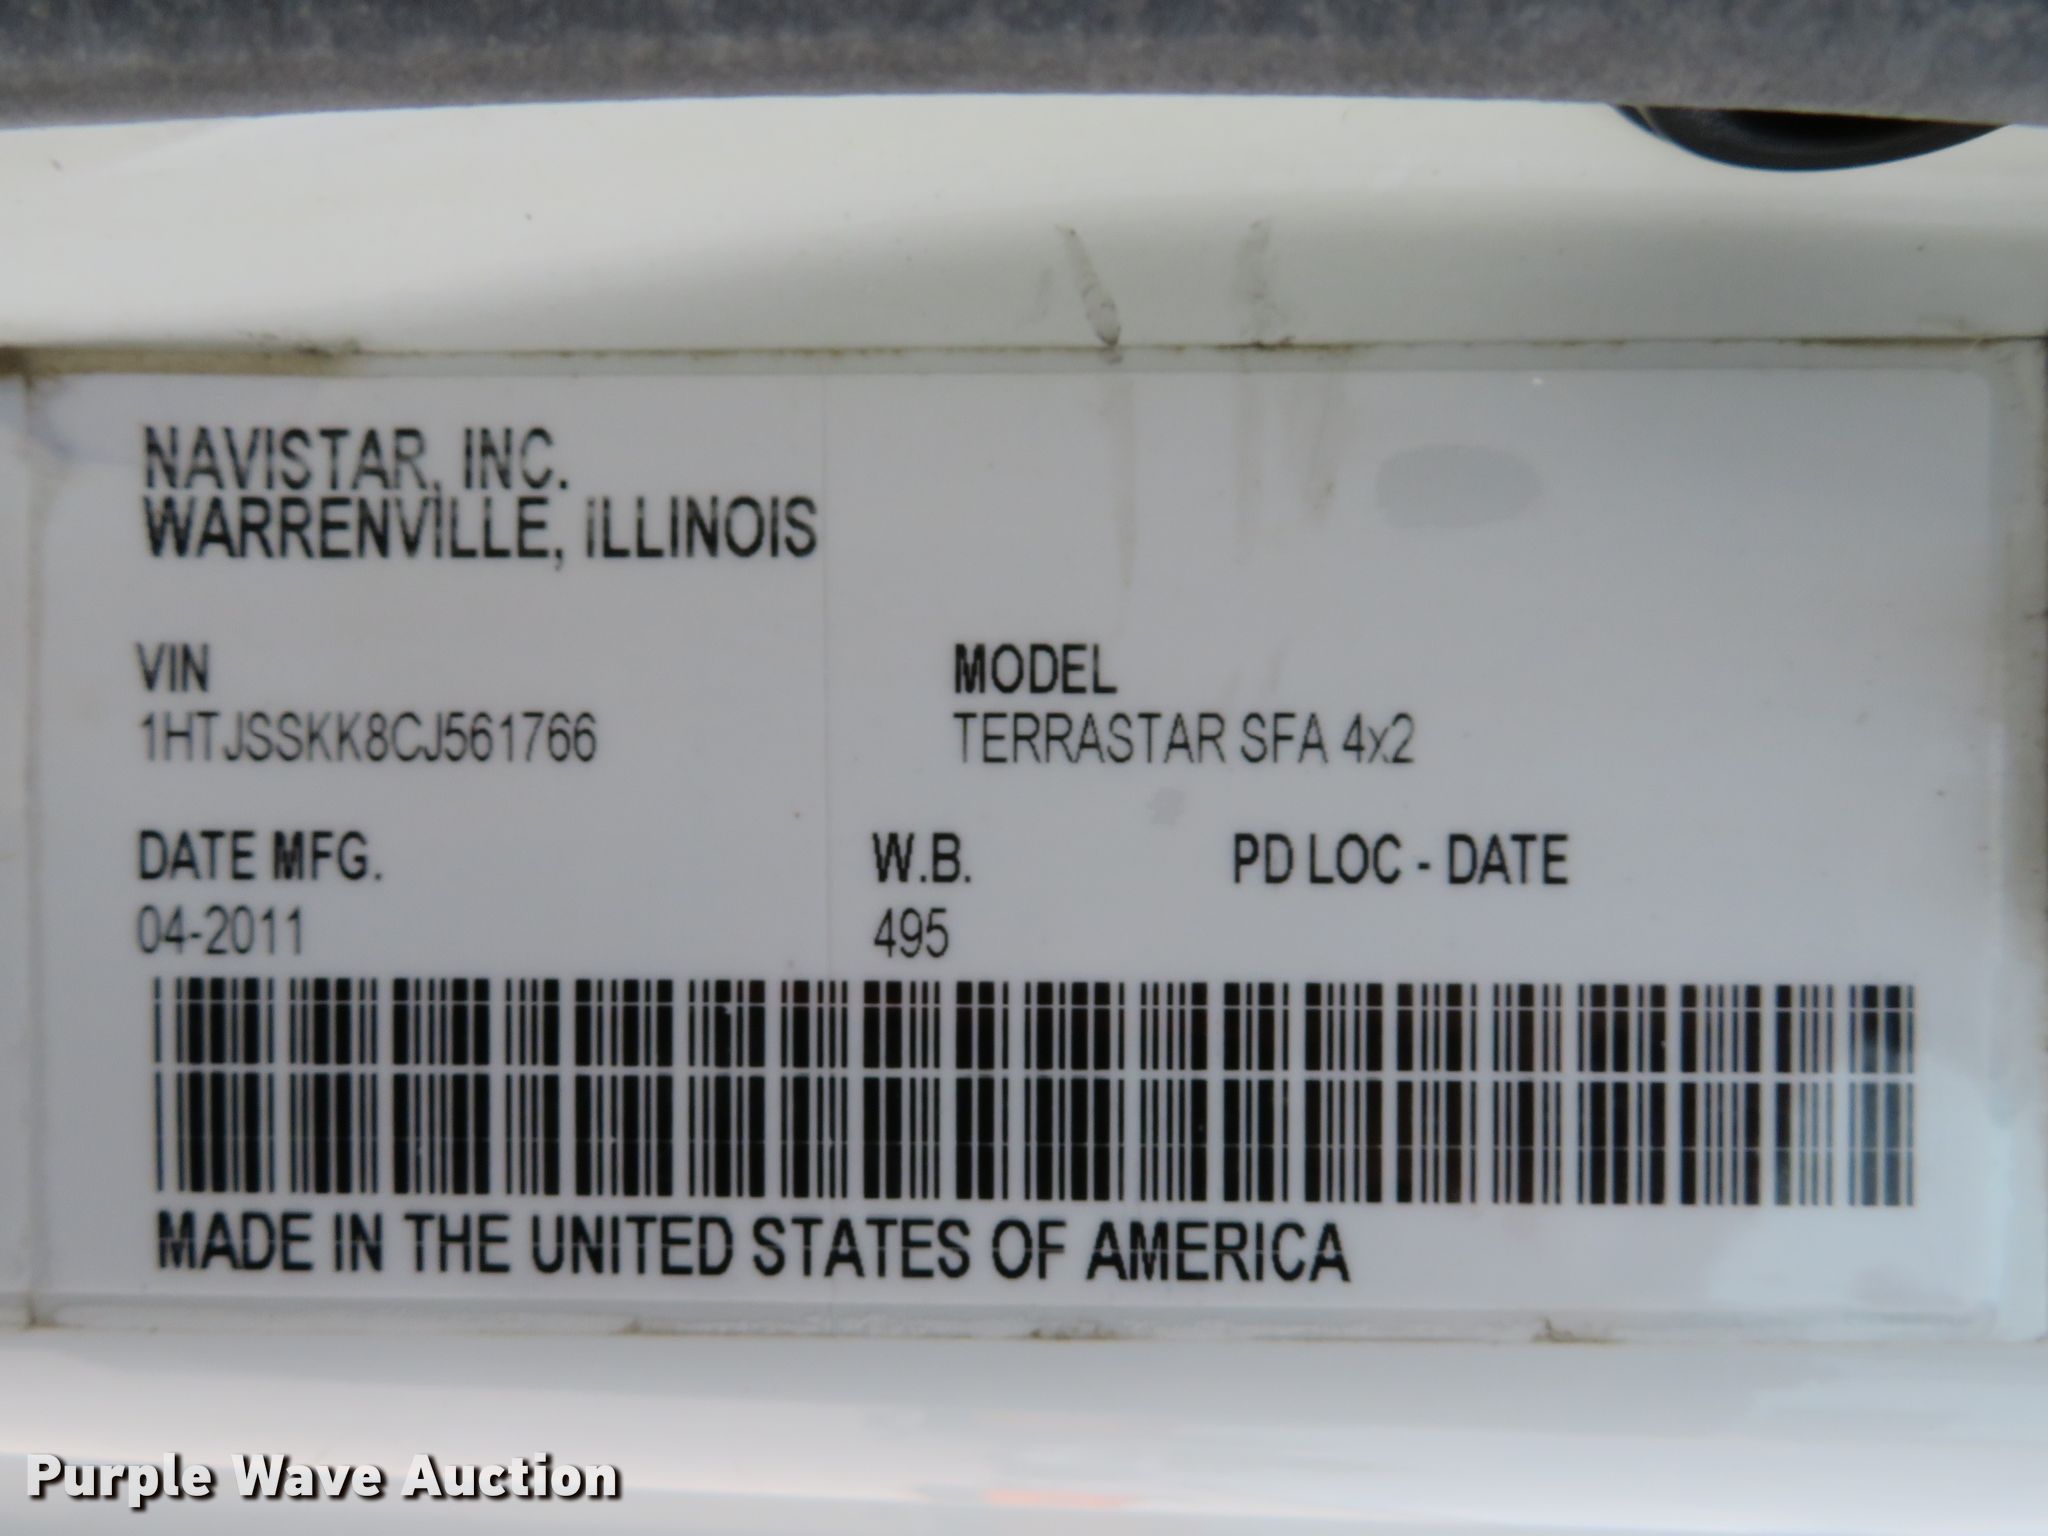 NAVISTAR, INC.
WARRENVILLE, ILLINOIS
VIN MODEL
1HTJSSKK8CJ561766 TERRASTAR SFA 4x2
DATE MFG. W.B. PD LOC - DATE
04-2011 495
MADE IN THE UNITED STATES OF AMERICA
Purple Wave Auction